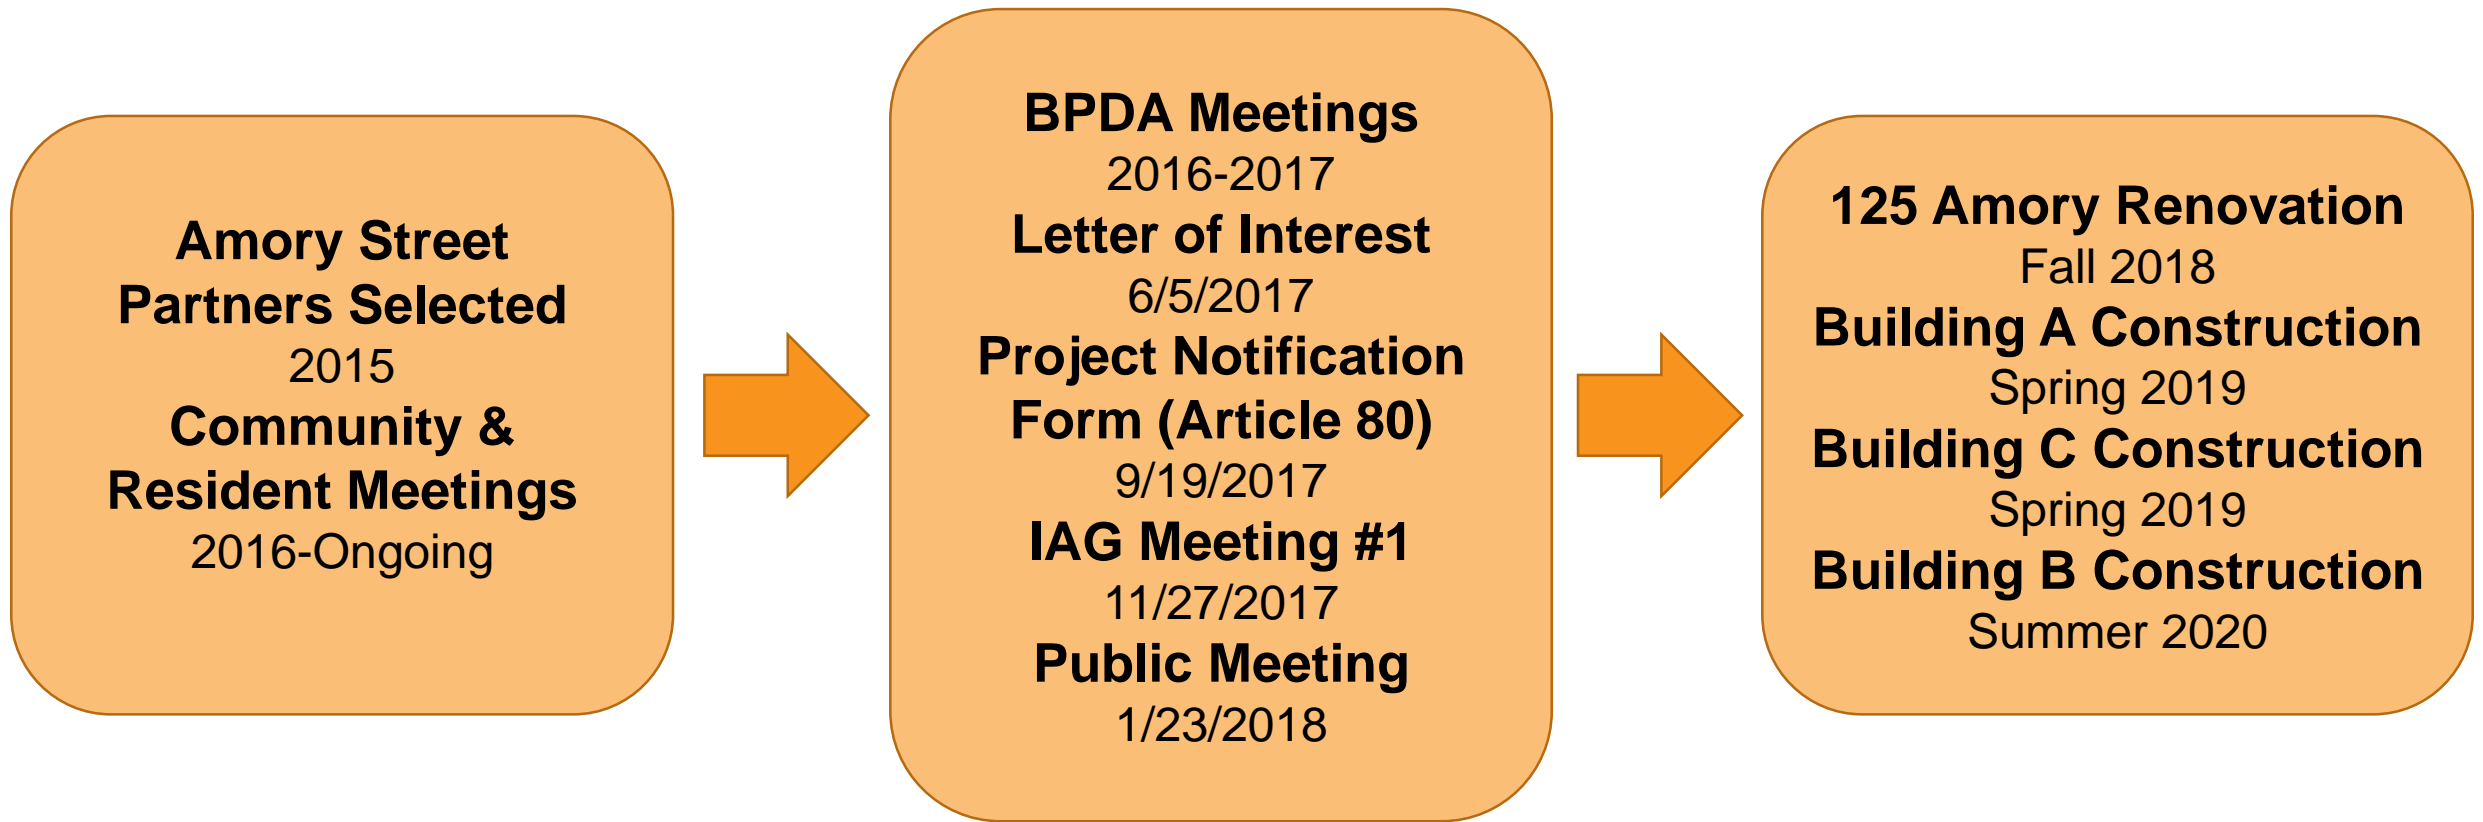 Amory Street
Partners Selected
2015
Community &
Resident Meetings
2016-Ongoing
BPDA Meetings
2016-2017
Letter of Interest
6/5/2017
Project Notification
Form (Article 80)
9/19/2017
IAG Meeting #1
11/27/2017
Public Meeting
1/23/2018
125 Amory Renovation
Fall 2018
Building A Construction
Spring 2019
Building C Construction
Spring 2019
Building B Construction
Summer 2020